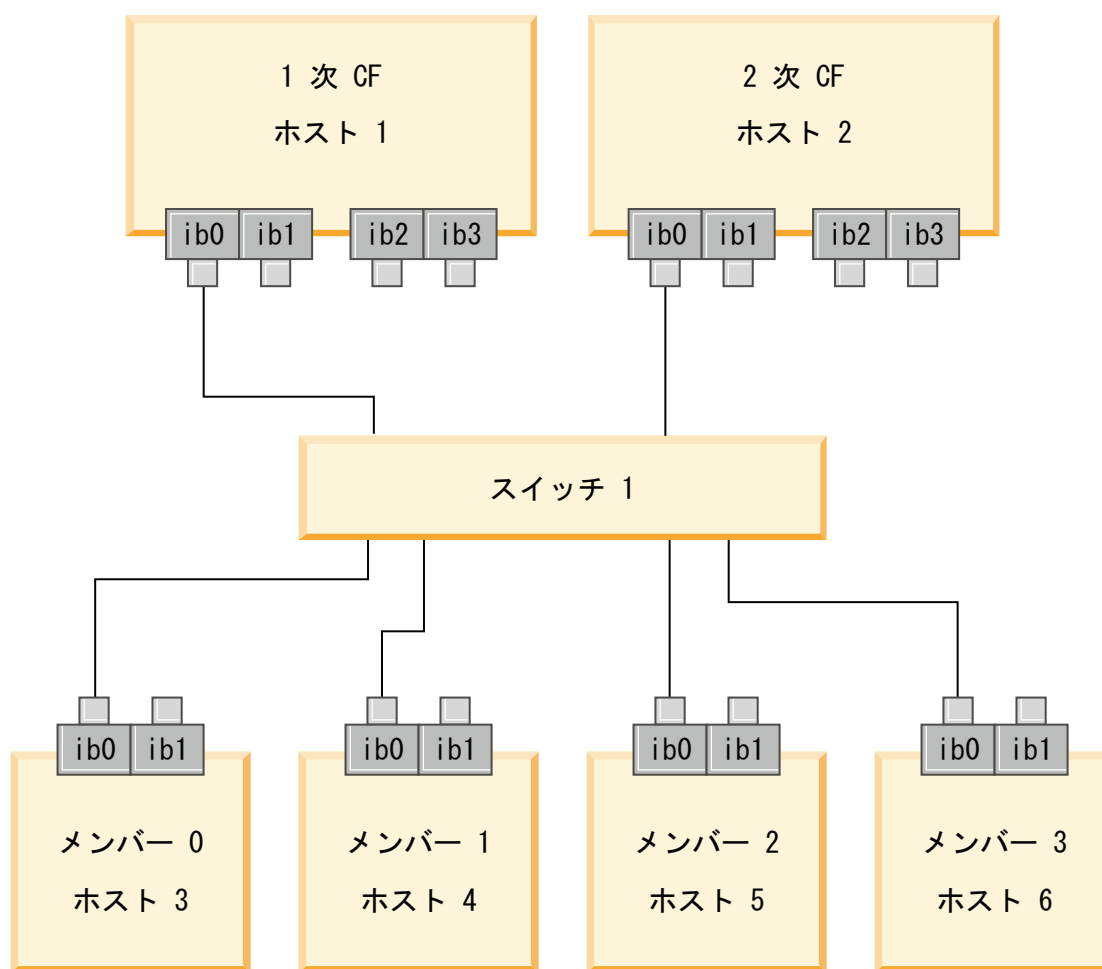 1 次 CF
ホスト 1
2 次 CF
ホスト 2
ib0 ib1 ib2 ib3
ib0 ib1 ib2 ib3
スイッチ 1
ib0 ib1
ib0 ib1
ib0 ib1
ib0 ib1
メンバー 0
ホスト 3
メンバー 1
ホスト 4
メンバー 2
ホスト 5
メンバー 3
ホスト 6